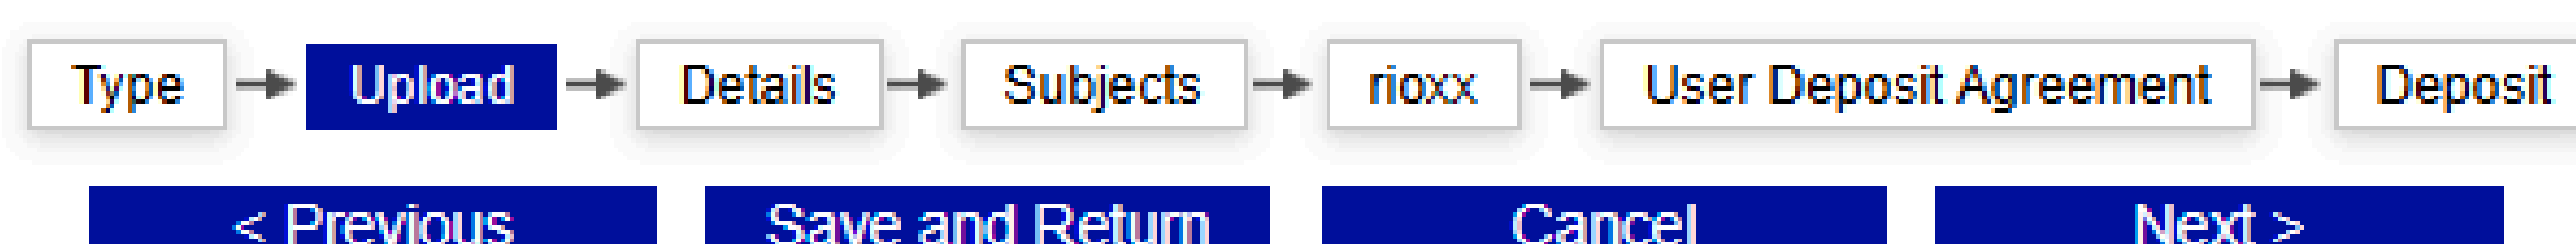 Type Upload Details Subjects rioxx User Deposit Agreement Deposit
< Previous Save and Return Cancel Next >